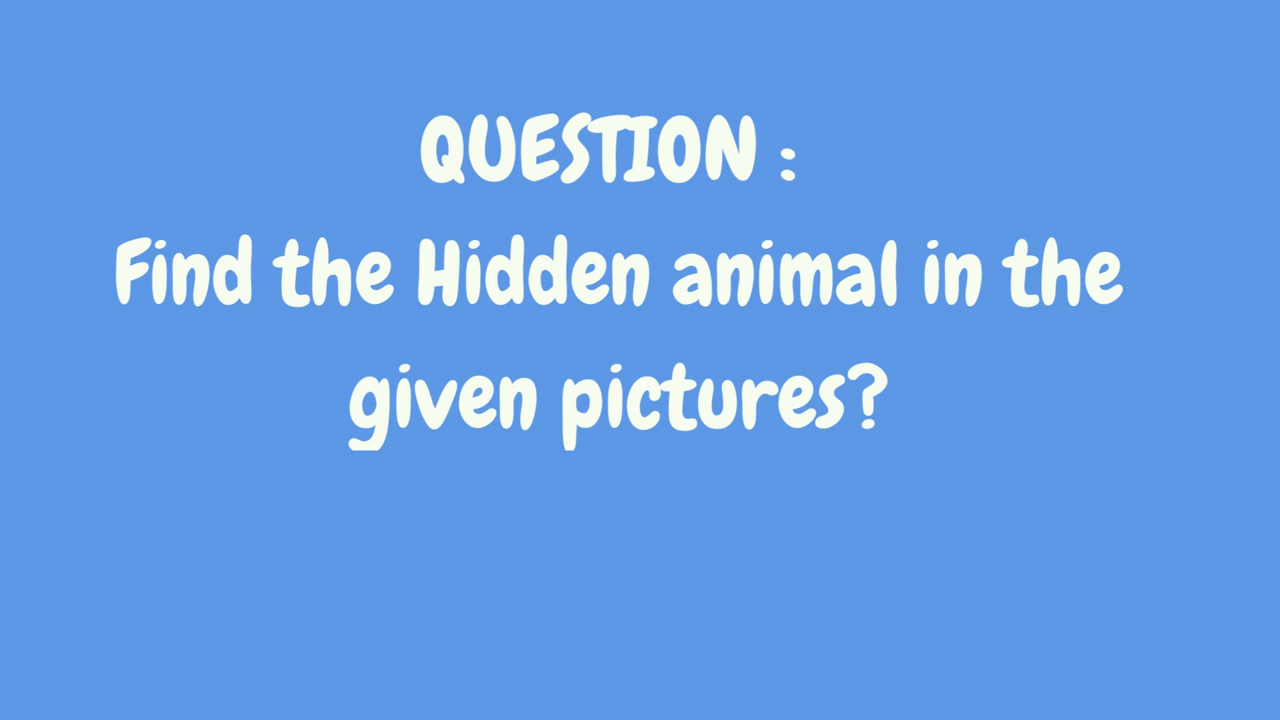 QUESTION :
Find the Hidden animal in the
given pictures?